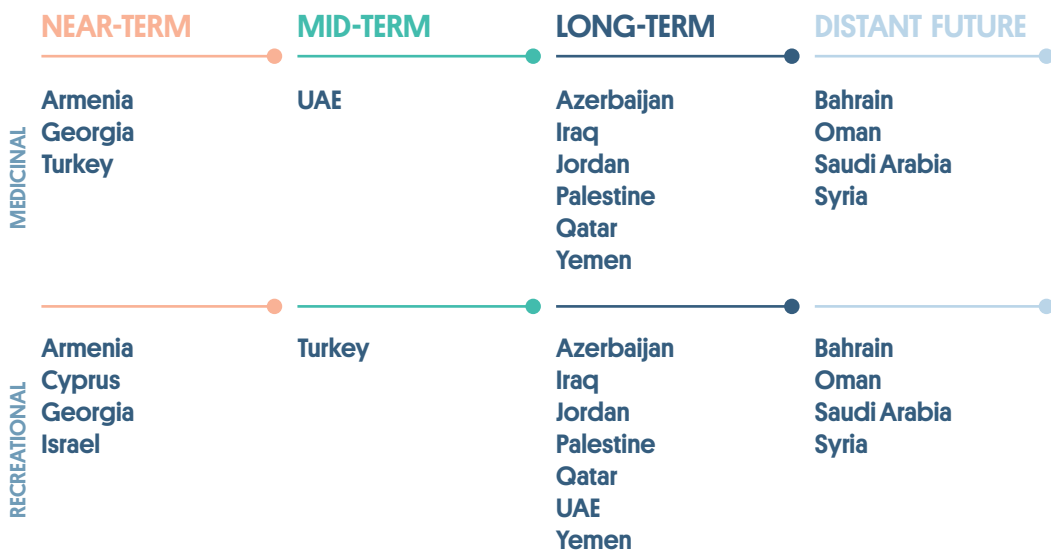 NEAR-TERM
MID-TERM
LONG-TERM
DISTANT FUTURE
MEDICINAL
Armenia
Georgia
Turkey
UAE
Azerbaijan
Iraq
Jordan
Palestine
Qatar
Yemen
Bahrain
Oman
Saudi Arabia
Syria
RECREATIONAL
Armenia
Cyprus
Georgia
Israel
Turkey
Azerbaijan
Iraq
Jordan
Palestine
Qatar
UAE
Yemen
Bahrain
Oman
Saudi Arabia
Syria